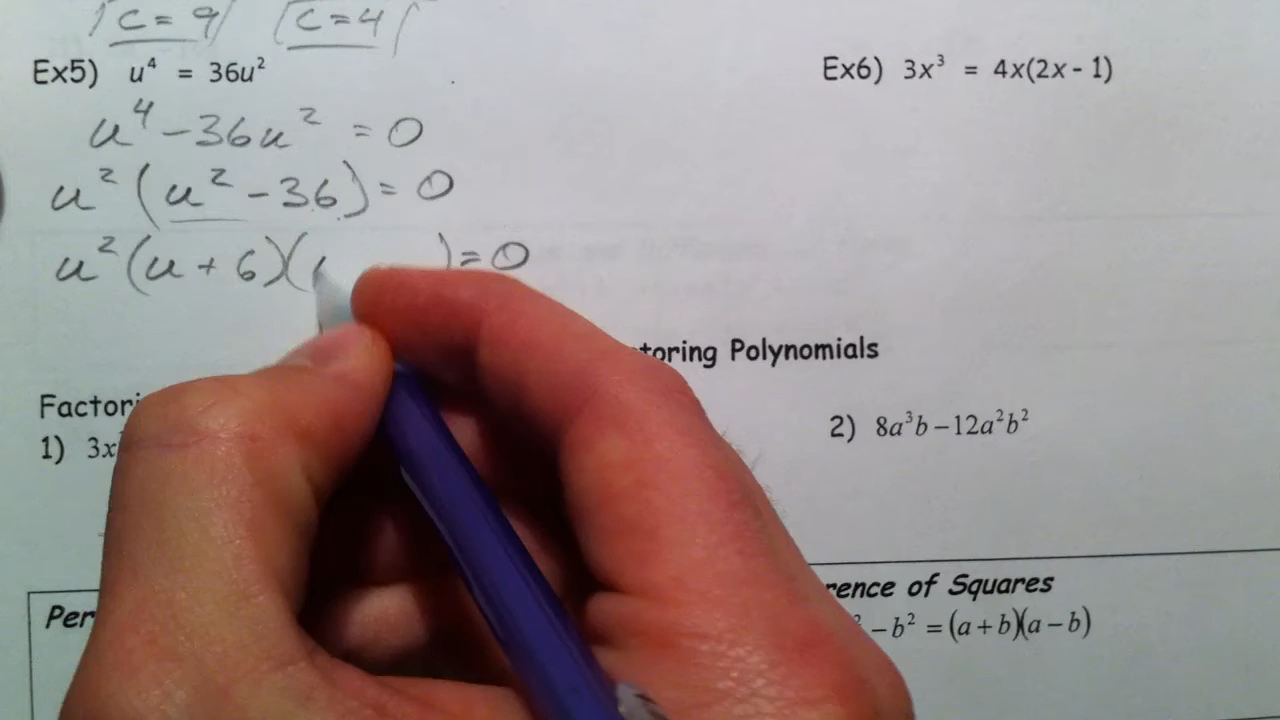 C = 9 C = 4
Ex5) u⁴ = 36u² Ex6) 3x³ = 4x(2x - 1)
u⁴ - 36u² = 0
u² (u² - 36) = 0
u² (u + 6)( ) = 0
toring Polynomials
Factori
1) 3x 2) 8a³b – 12a²b²
Per rence of Squares
² – b² = (a + b)(a – b)